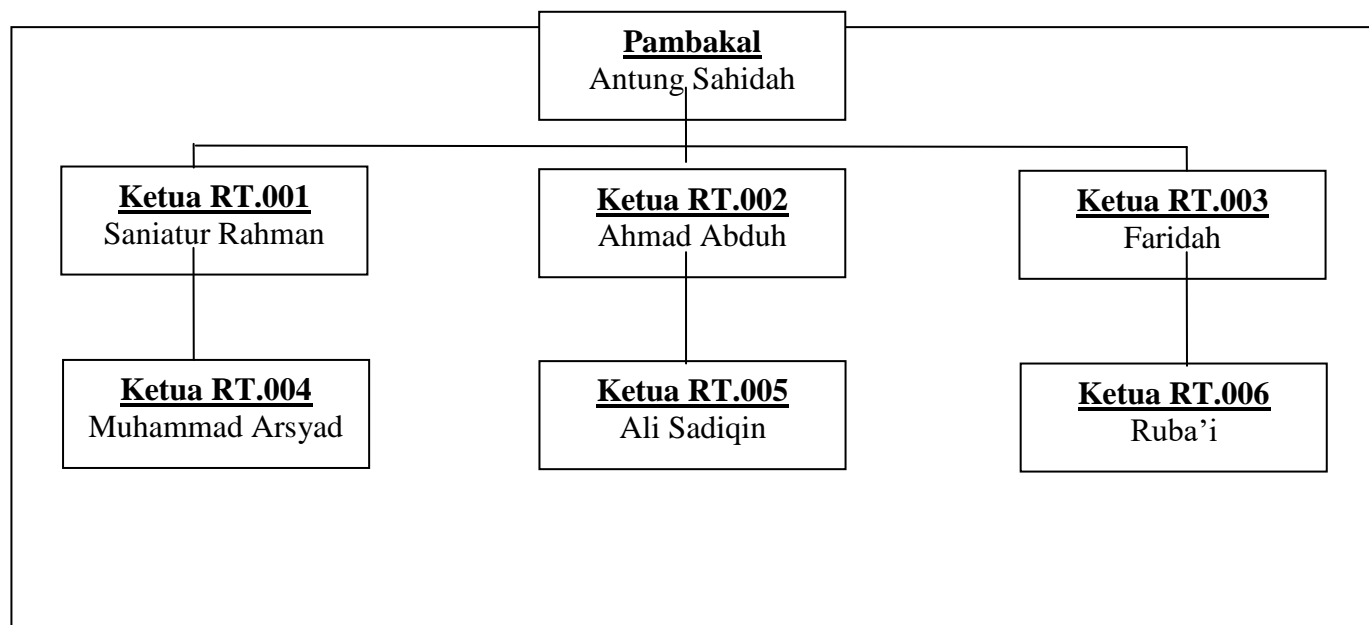 Pambakal
Antung Sahidah
Ketua RT.001
Saniatur Rahman
Ketua RT.002
Ahmad Abduh
Ketua RT.003
Faridah
Ketua RT.004
Muhammad Arsyad
Ketua RT.005
Ali Sadiqin
Ketua RT.006
Ruba’i